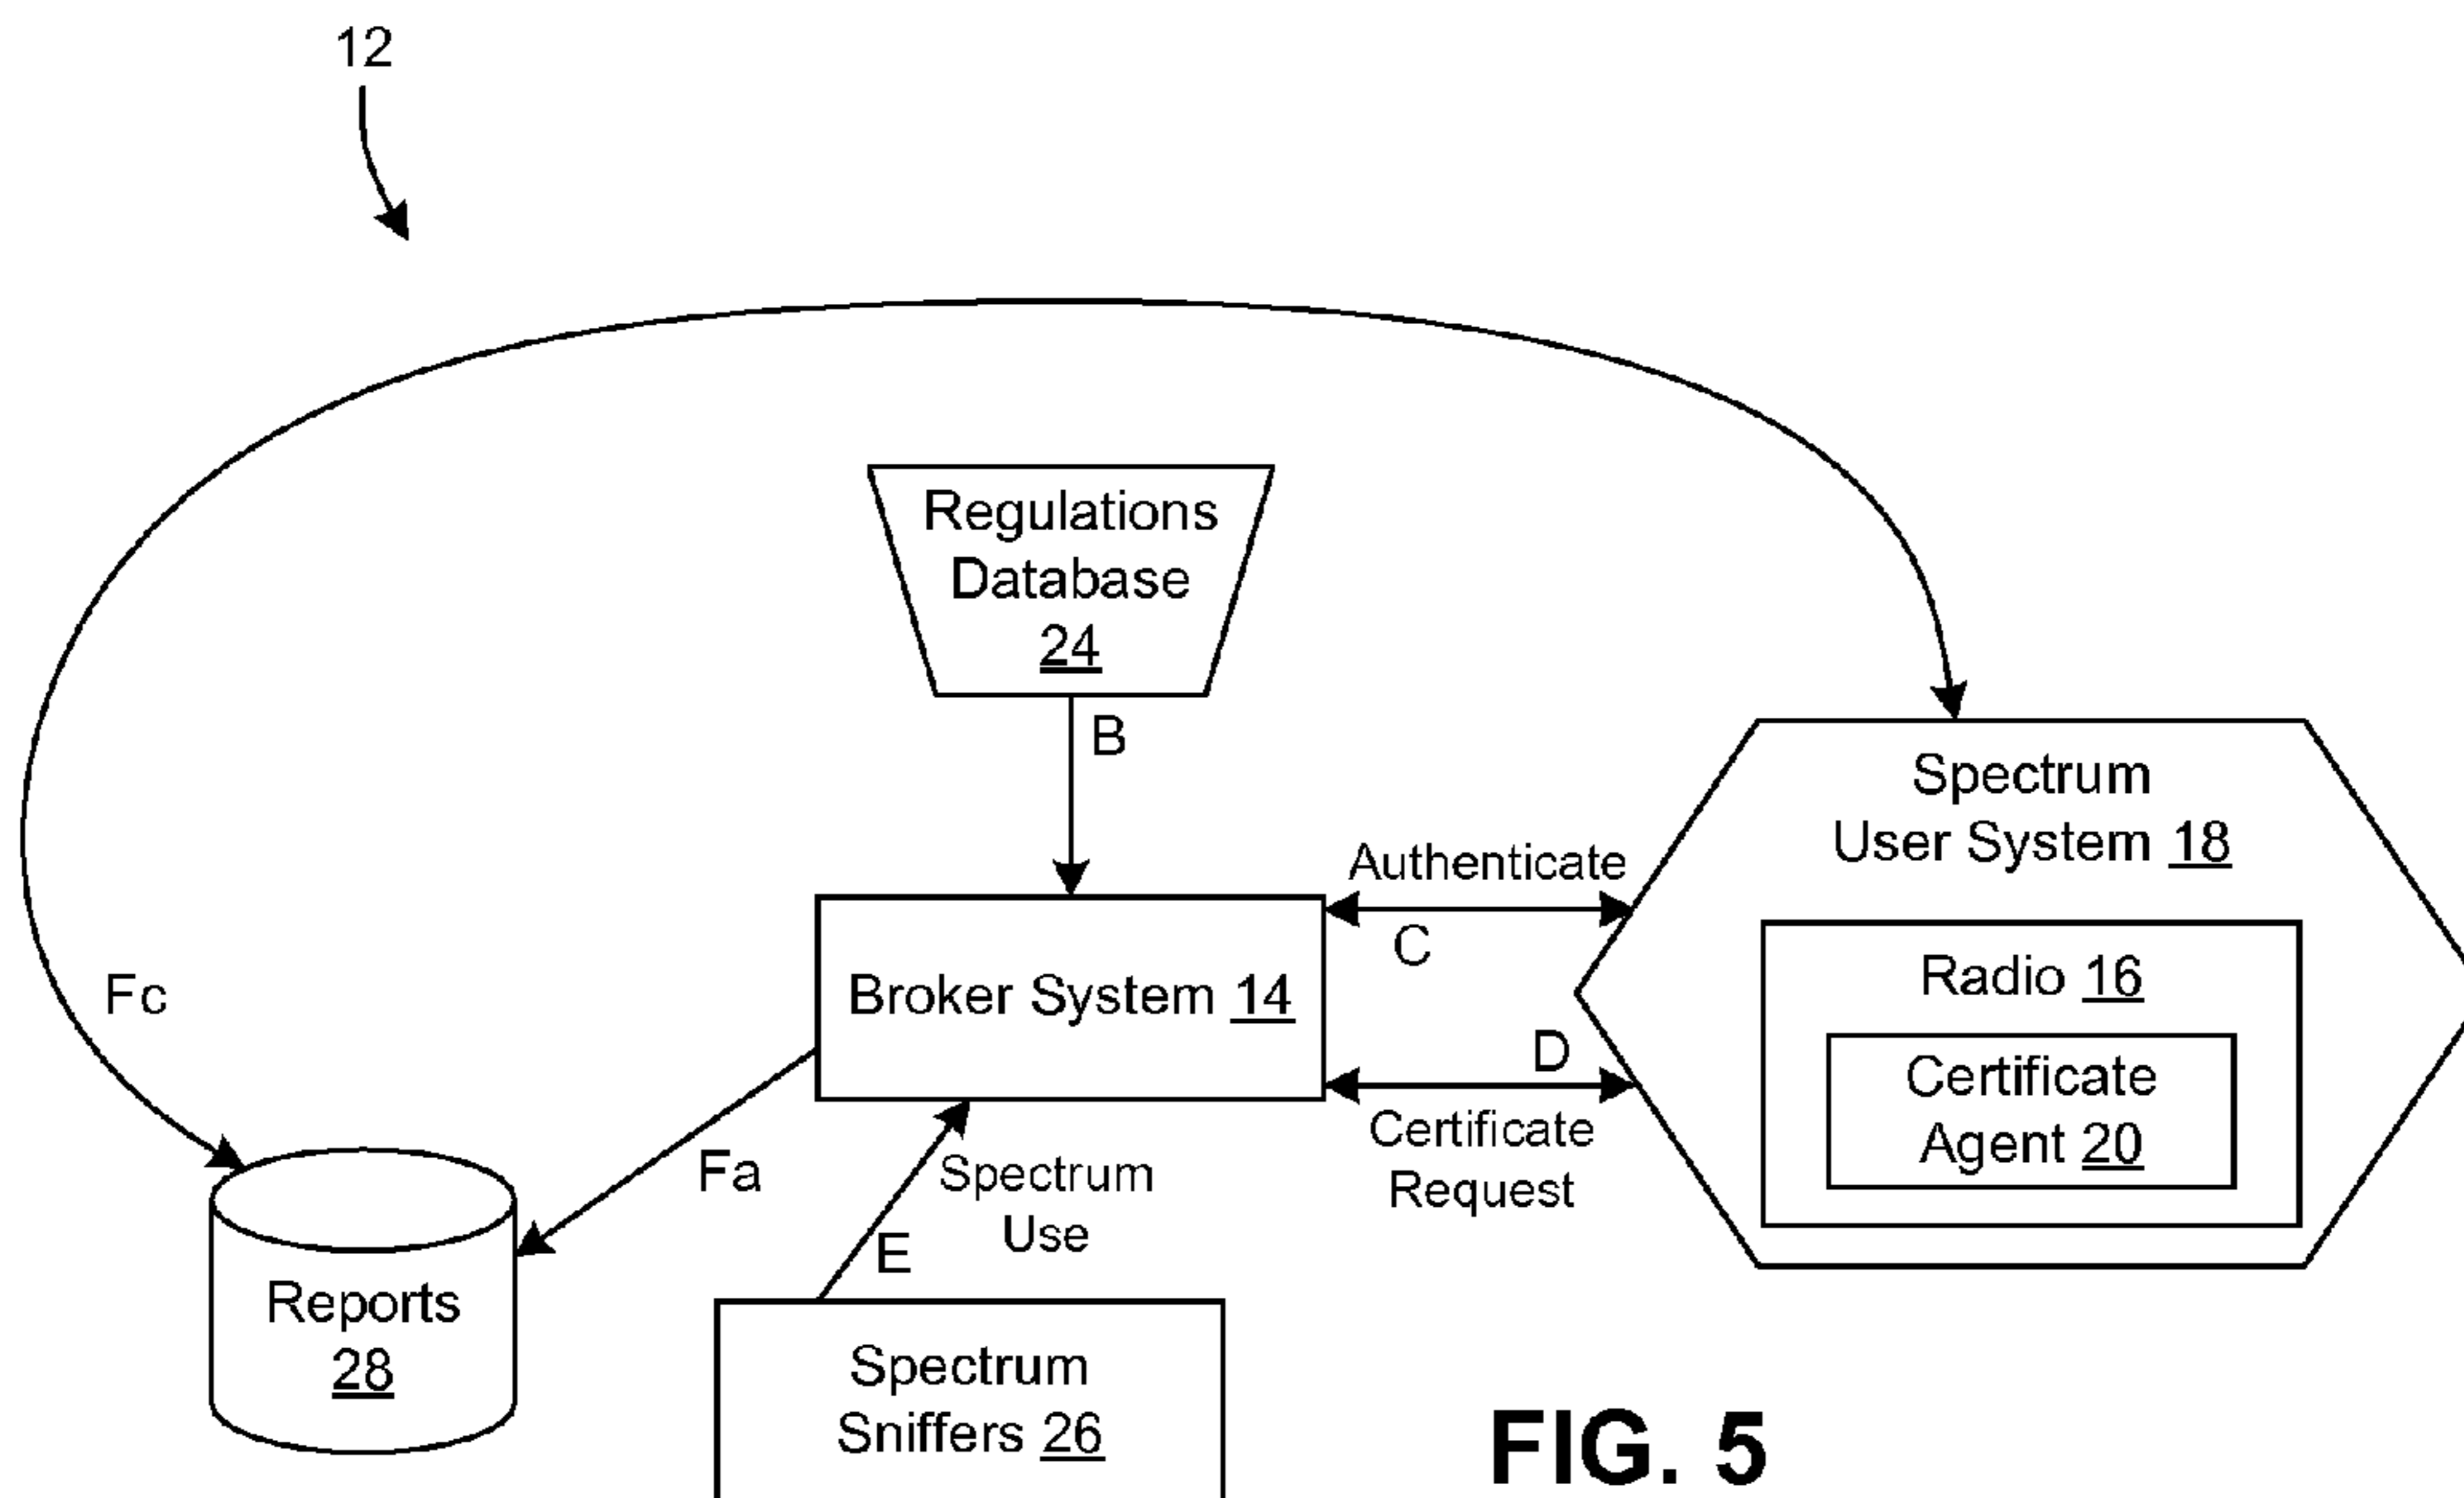 12
Regulations
Database
24
B
Spectrum
User System 18
Authenticate
C
Radio 16
Broker System 14
Fc
D
Certificate
Agent 20
Certificate
Request
Fa
Spectrum
Use
E
Reports
28
Spectrum
Sniffers 26
FIG. 5